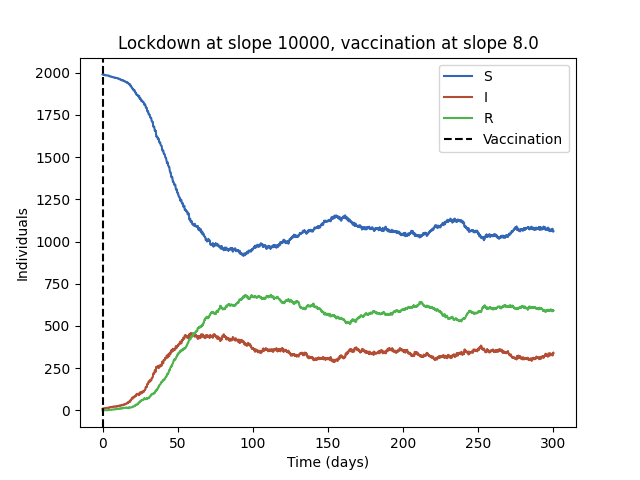 Lockdown at slope 10000, vaccination at slope 8.0
S
I
R
Vaccination
Individuals
2000
1750
1500
1250
1000
750
500
250
0
0 50 100 150 200 250 300
Time (days)